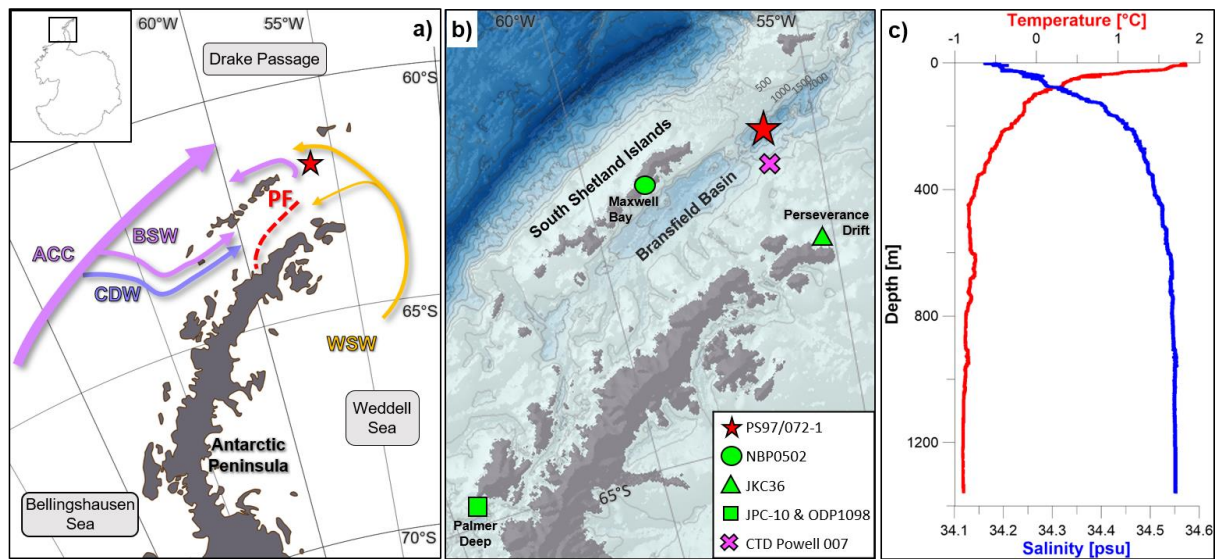 60°W
55°W
a)
Drake Passage
60°S
PF
BSW
ACC
CDW
65°S
WSW
Weddell
Sea
Antarctic
Peninsula
Bellingshausen
Sea
70°S
b)
60°W
55°W
500
1000
1500
2000
South Shetland Islands
Maxwell
Bay
Bransfield Basin
Perseverance
Drift
PS97/072-1
NBP0502
JKC36
JPC-10 & ODP1098
CTD Powell 007
65°S
Palmer
Deep
c)
Temperature [°C]
-1 0 1 2
0
400
Depth [m]
800
1200
34.1 34.2 34.3 34.4 34.5 34.6
Salinity [psu]